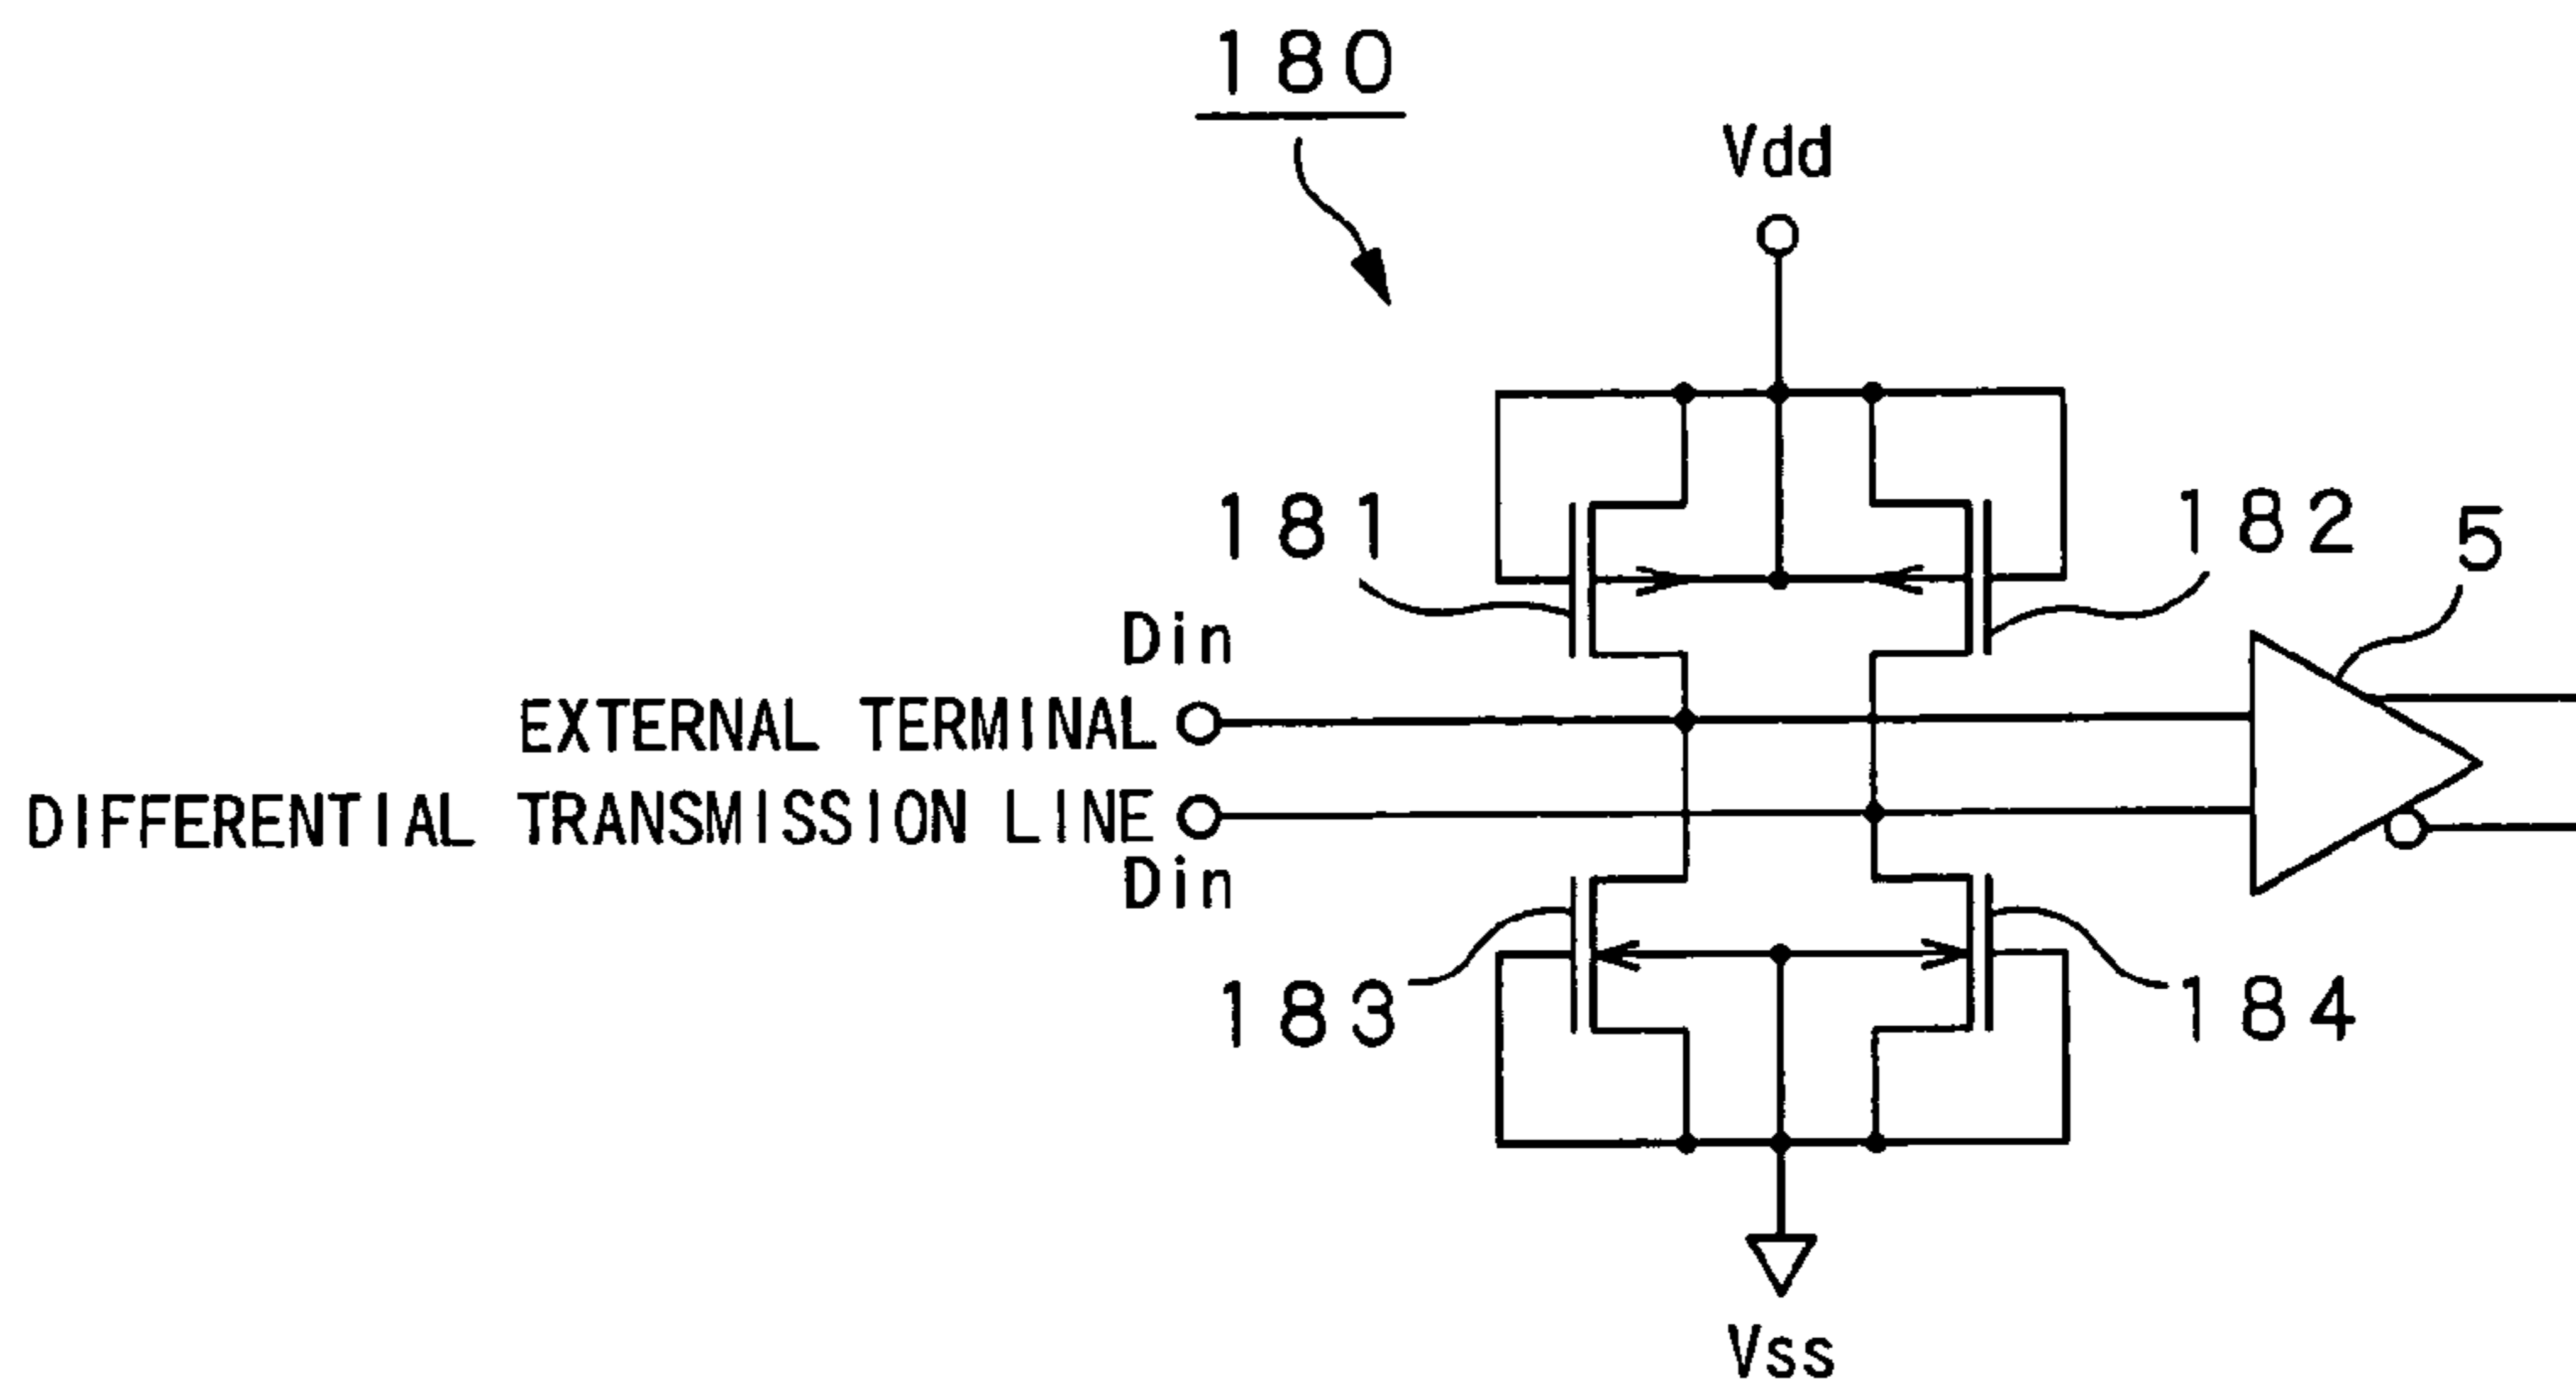 180
Vdd
181
182
5
Din
EXTERNAL TERMINAL
DIFFERENTIAL TRANSMISSION LINE
Din
183
184
Vss